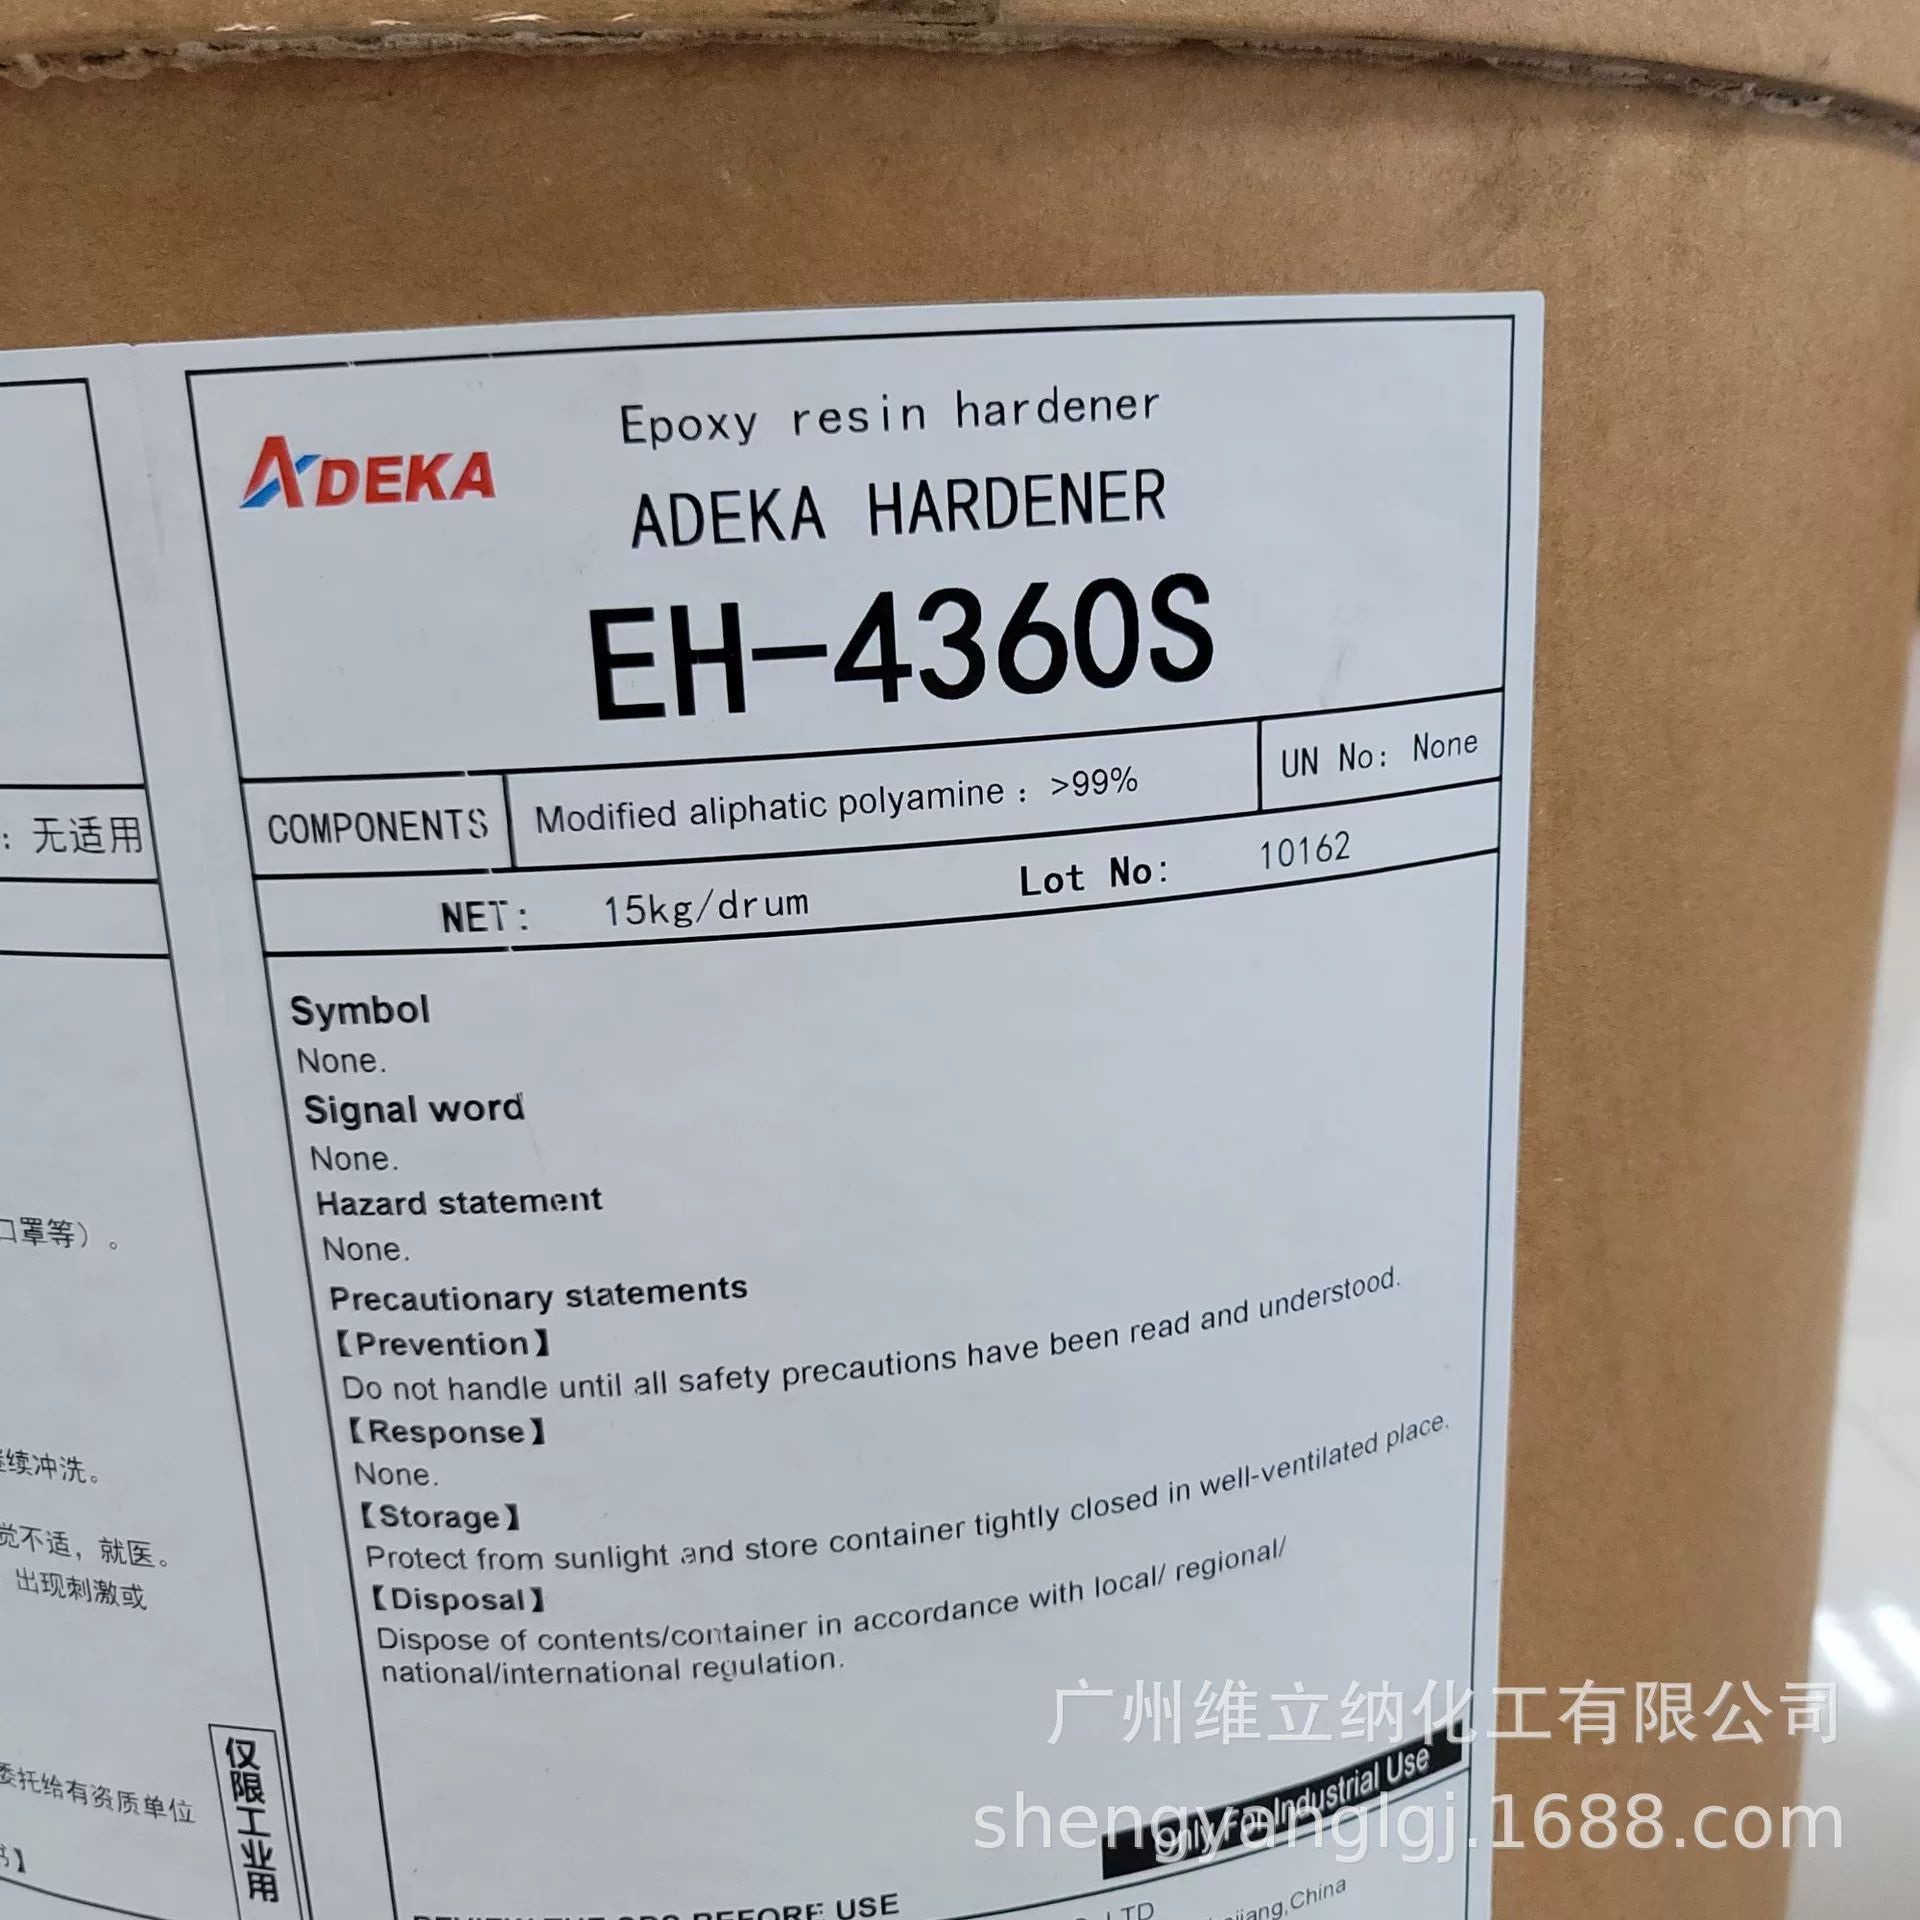 ADEKA
Epoxy resin hardener
ADEKA HARDENER
EH-4360S
COMPONENTS Modified aliphatic polyamine : >99% UN No: None
NET: 15kg/drum Lot No: 10162
Symbol
None.
Signal word
None.
Hazard statement
None.
Precautionary statements
【Prevention】
Do not handle until all safety precautions have been read and understood.
【Response】
None.
【Storage】
Protect from sunlight and store container tightly closed in well-ventilated place.
【Disposal】
Dispose of contents/container in accordance with local/ regional/
national/international regulation.
Only For Industrial Use
BEFORE USE
LTD
China
: 无适用
口罩等）。
续冲洗。
觉不适，就医。
出现刺激或
委托给有资质单位
书】
仅限工业用
广州维立纳化工有限公司
shengyanglgj.1688.com